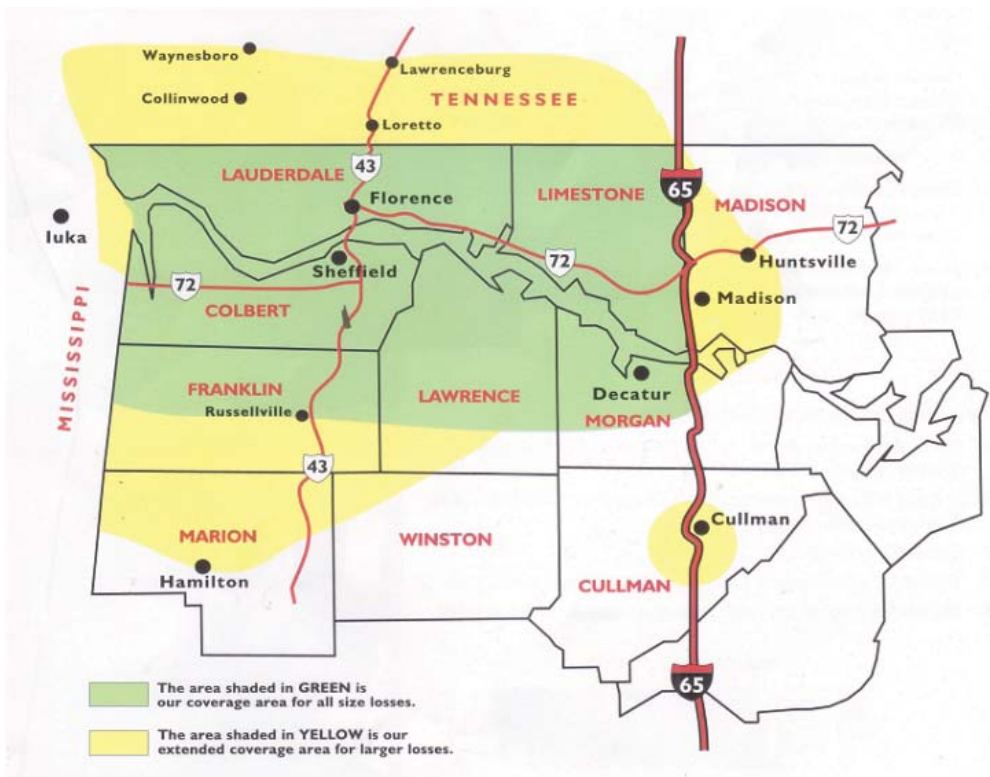 Waynesboro
Lawrenceburg
Collinwood
TENNESSEE
Loretto
43
LAUDERDALE
LIMESTONE
65
MADISON
Florence
72
Iuka
Sheffield
72
Huntsville
72
Madison
COLBERT
MISSISSIPPI
FRANKLIN
LAWRENCE
Decatur
Russellville
MORGAN
43
Cullman
MARION
WINSTON
Hamilton
CULLMAN
65
The area shaded in GREEN is
our coverage area for all size losses.
The area shaded in YELLOW is our
extended coverage area for larger losses.